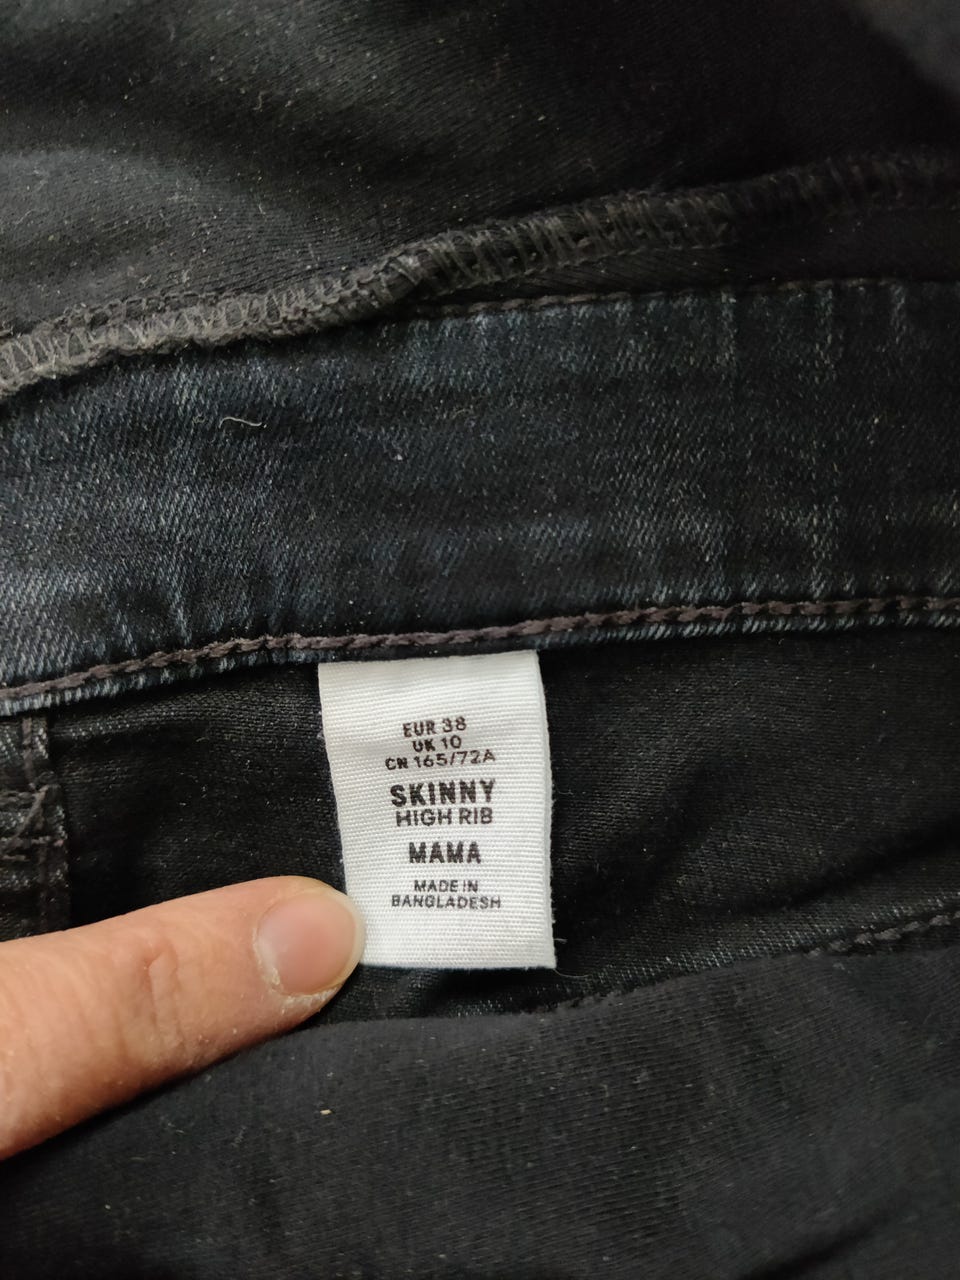 EUR 38
UK 10
CN 165/72A
SKINNY
HIGH RIB
MAMA
MADE IN
BANGLADESH